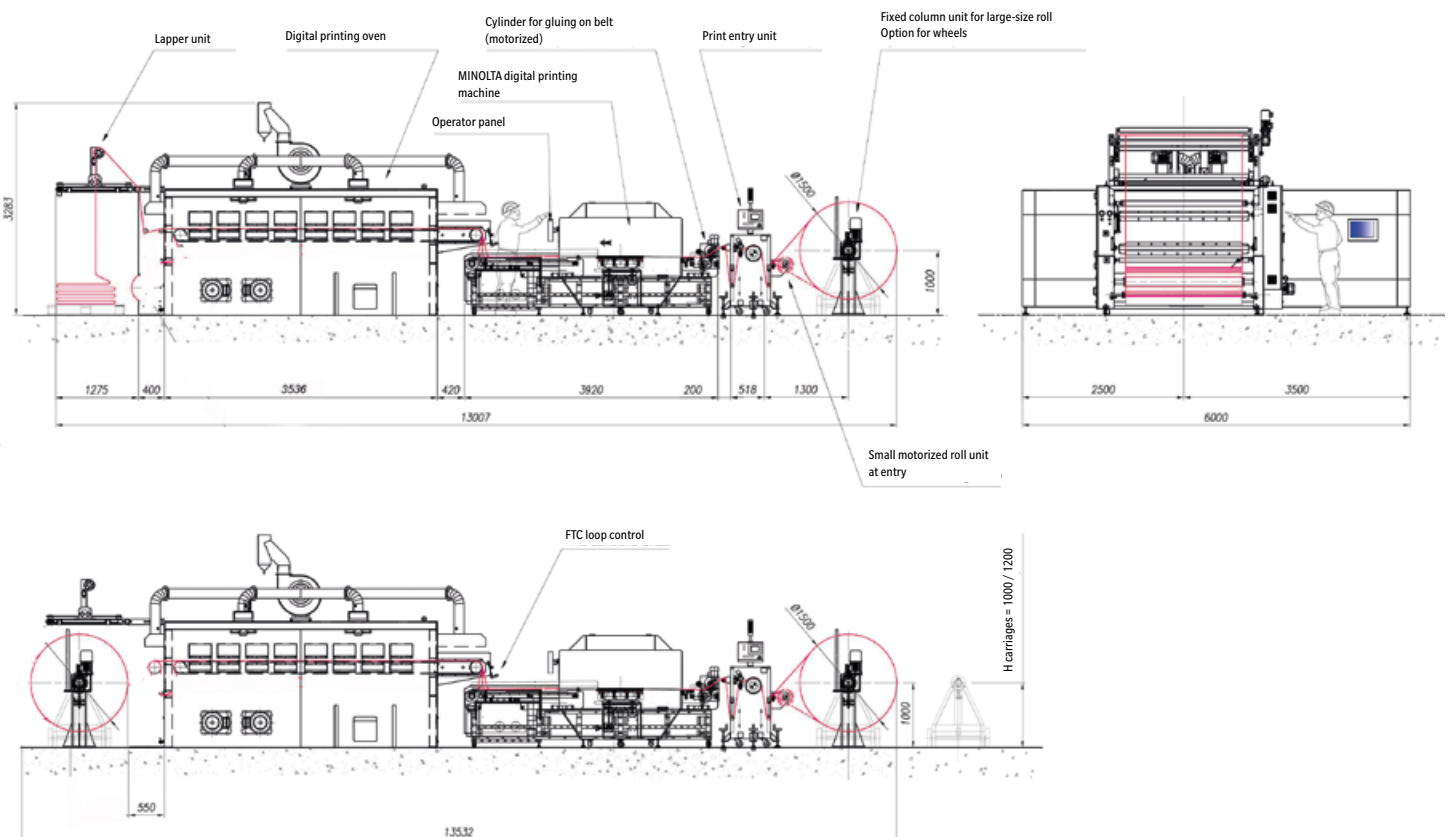 Lapper unit
Digital printing oven
Cylinder for gluing on belt
(motorized)
Print entry unit
Fixed column unit for large-size roll
Option for wheels
MINOLTA digital printing
machine
Operator panel
3283
Ø1500
1000
1275
400
3536
420
3920
200
518
1300
13007
2500
3500
6000
Small motorized roll unit
at entry
FTC loop control
Ø1500
1000
H carriages = 1000 / 1200
550
13532